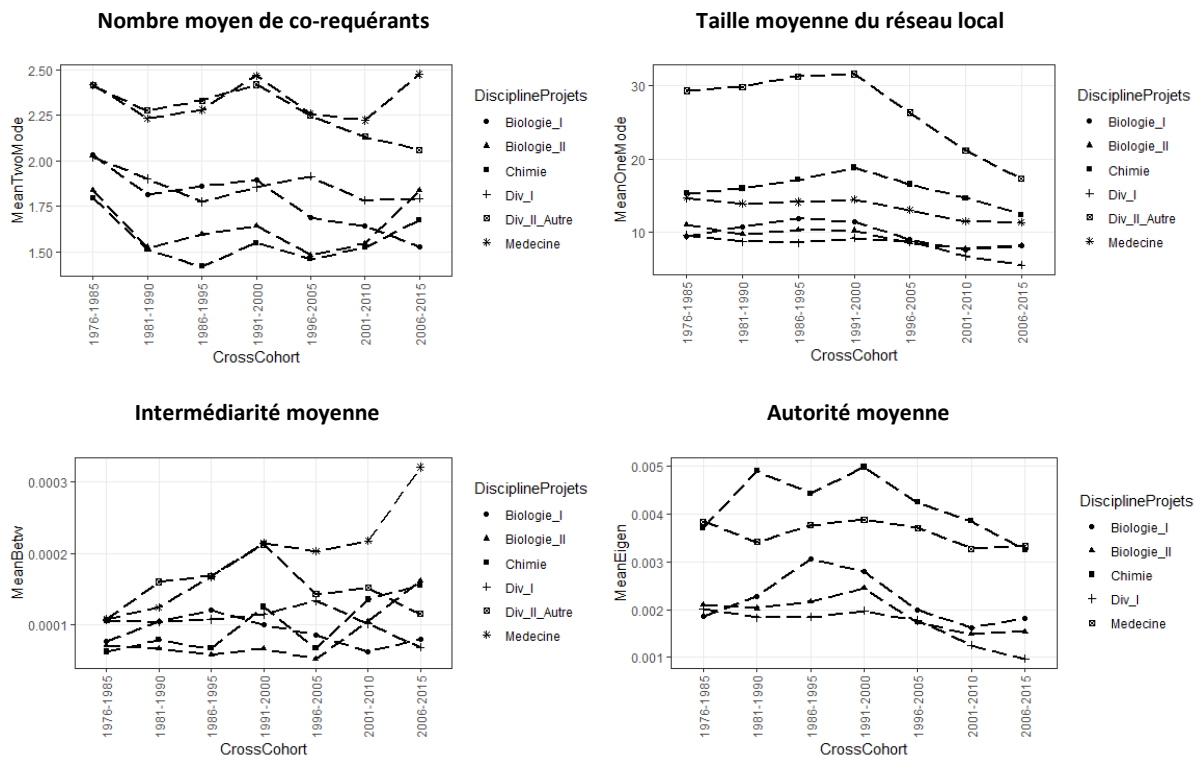 Nombre moyen de co-requérants
MeanTwoMode
2.50
2.25
2.00
1.75
1.50
1976-1985
1981-1990
1986-1995
1991-2000
1996-2005
2001-2010
2006-2015
CrossCohort
DisciplineProjets
Biologie_I
Biologie_II
Chimie
Div_I
Div_II_Autre
Medecine
Taille moyenne du réseau local
MeanOneMode
30
20
10
1976-1985
1981-1990
1986-1995
1991-2000
1996-2005
2001-2010
2006-2015
CrossCohort
DisciplineProjets
Biologie_I
Biologie_II
Chimie
Div_I
Div_II_Autre
Medecine
Intermédiarité moyenne
MeanBetw
0.0003
0.0002
0.0001
1976-1985
1981-1990
1986-1995
1991-2000
1996-2005
2001-2010
2006-2015
CrossCohort
DisciplineProjets
Biologie_I
Biologie_II
Chimie
Div_I
Div_II_Autre
Medecine
Autorité moyenne
MeanEigen
0.005
0.004
0.003
0.002
0.001
1976-1985
1981-1990
1986-1995
1991-2000
1996-2005
2001-2010
2006-2015
CrossCohort
DisciplineProjets
Biologie_I
Biologie_II
Chimie
Div_I
Medecine